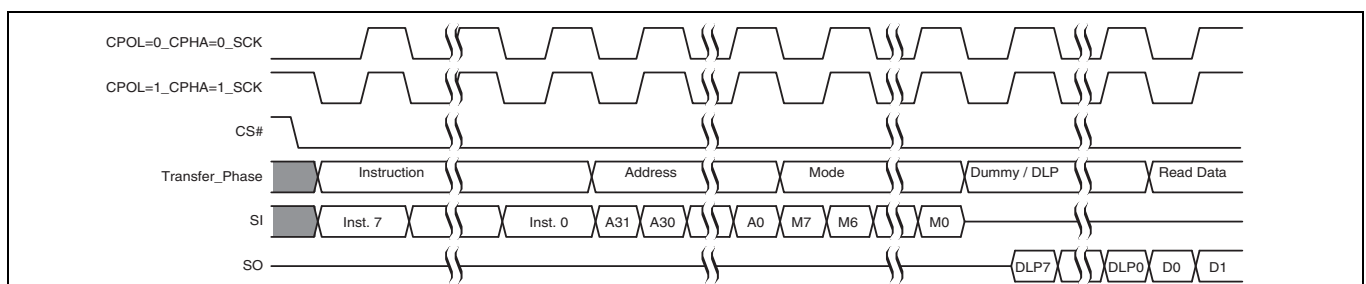 CPOL=0_CPHA=0_SCK
CPOL=1_CPHA=1_SCK
CS#
Transfer_Phase Instruction Address Mode Dummy / DLP Read Data
SI Inst. 7 Inst. 0 A31 A30 A0 M7 M6 M0
SO DLP7 DLP0 D0 D1